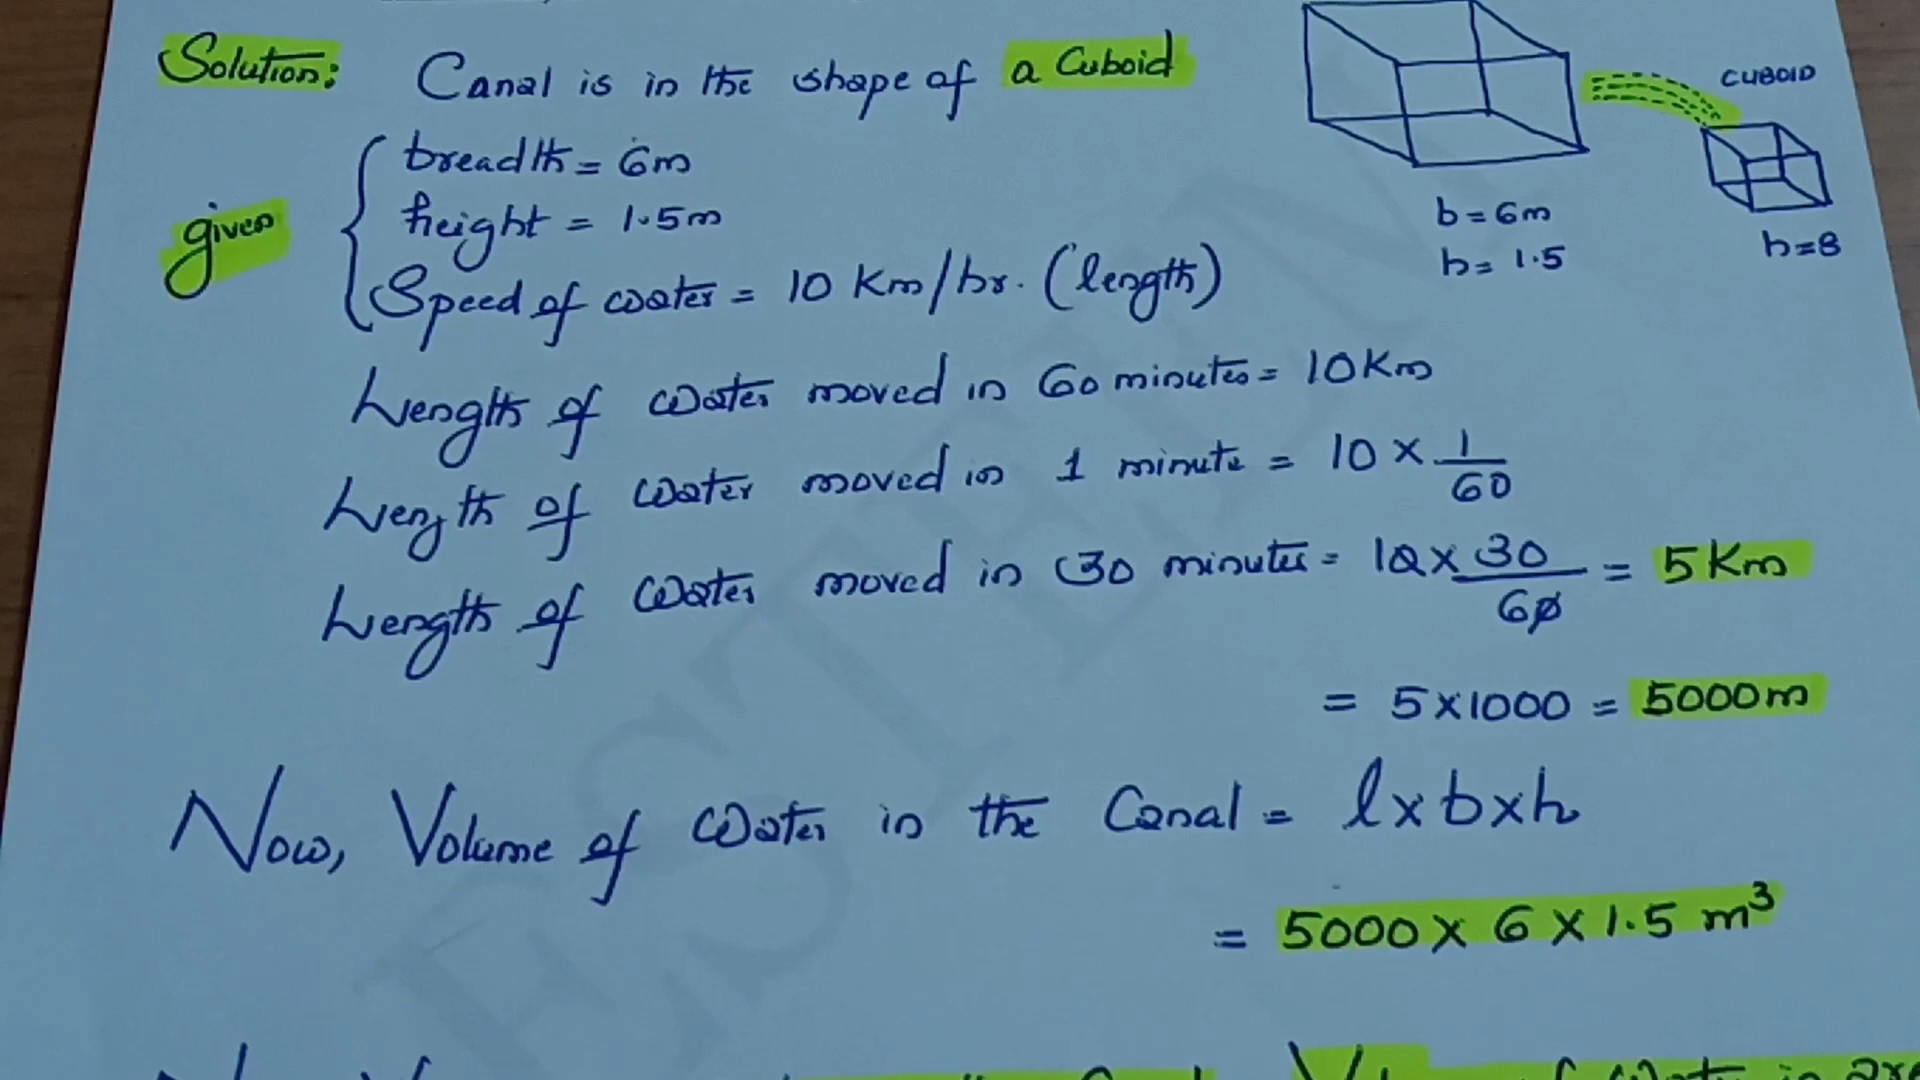 Solution: Canal is in the shape of a Cuboid
CUBOID
given
breadth = 6m
height = 1.5m
Speed of water = 10 Km/hr. (length)
b = 6m
h = 1.5
h=8
Length of water moved in 60 minutes = 10Km
Length of water moved in 1 minute = 10 × 1/60
Length of water moved in 30 minutes = 10 × 30/60 = 5 Km
= 5×1000 = 5000m
Now, Volume of water in the Canal = l×b×h
= 5000 × 6 × 1.5 m³
ESTEEM